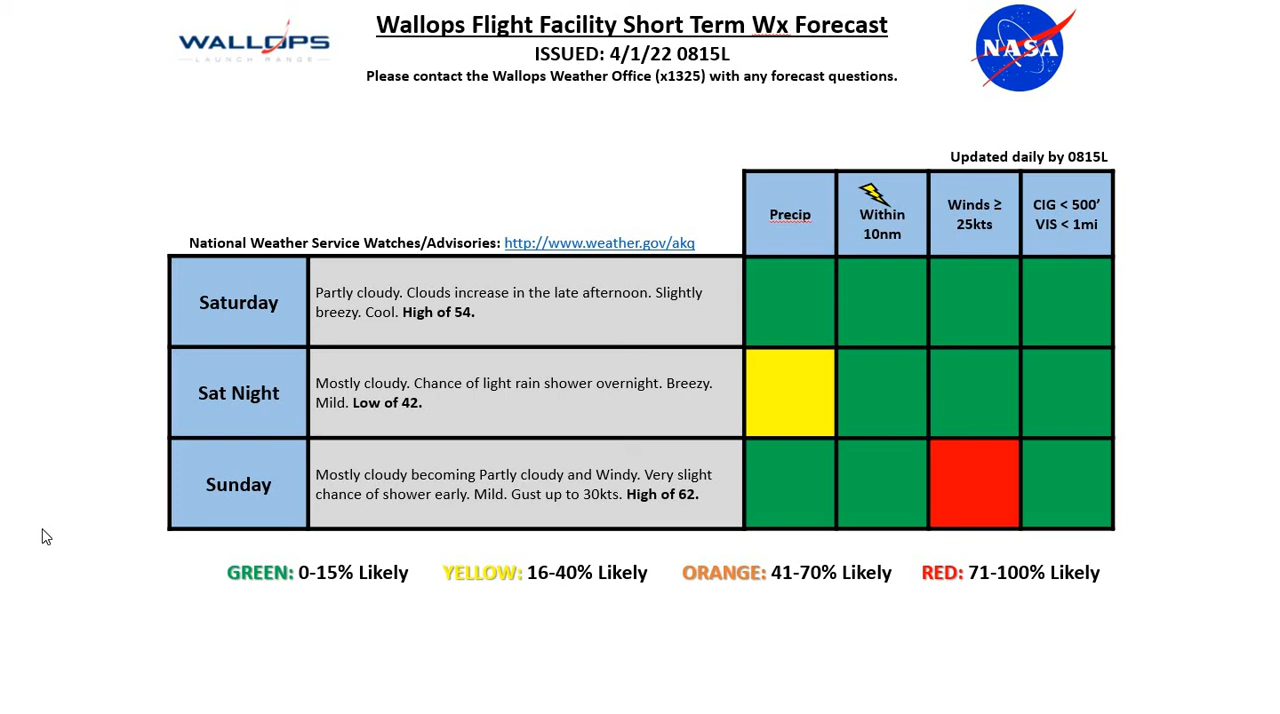 WALLOPS
LAUNCH RANGE
Wallops Flight Facility Short Term Wx Forecast
ISSUED: 4/1/22 0815L
Please contact the Wallops Weather Office (x1325) with any forecast questions.
NASA
Updated daily by 0815L
National Weather Service Watches/Advisories: http://www.weather.gov/akq
Precip
Within
10nm
Winds ≥
25kts
CIG < 500’
VIS < 1mi
Saturday
Partly cloudy. Clouds increase in the late afternoon. Slightly
breezy. Cool. High of 54.
Sat Night
Mostly cloudy. Chance of light rain shower overnight. Breezy.
Mild. Low of 42.
Sunday
Mostly cloudy becoming Partly cloudy and Windy. Very slight
chance of shower early. Mild. Gust up to 30kts. High of 62.
GREEN: 0-15% Likely YELLOW: 16-40% Likely ORANGE: 41-70% Likely RED: 71-100% Likely